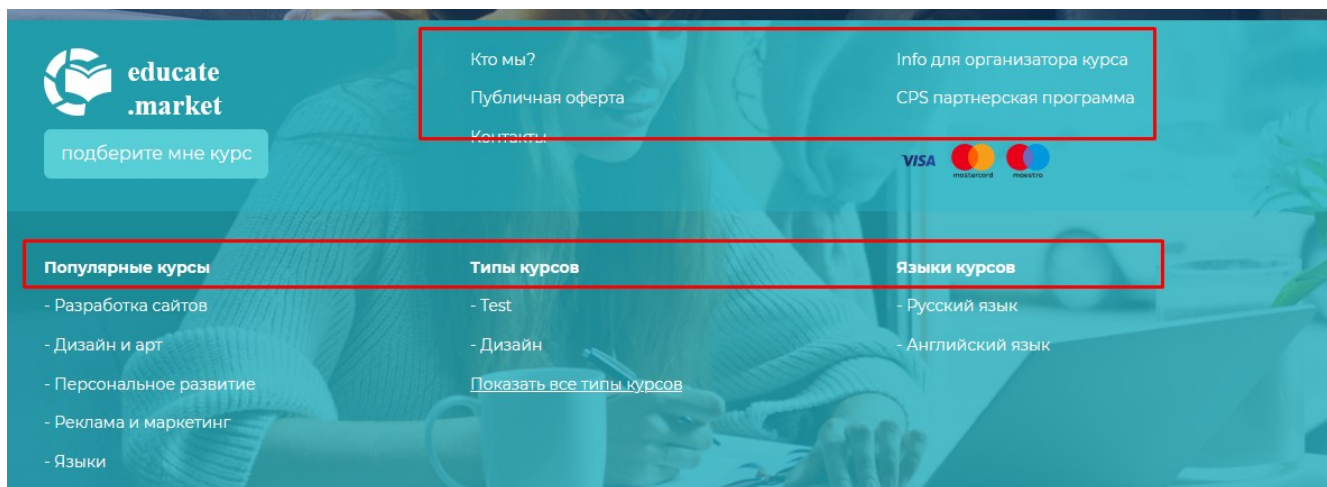 educate
.market
подберите мне курс
Кто мы?
Публичная оферта
Контакты
Info для организатора курса
CPS партнерская программа
VISA
mastercard
maestro
Популярные курсы
- Разработка сайтов
- Дизайн и арт
- Персональное развитие
- Реклама и маркетинг
- Языки
Типы курсов
- Test
- Дизайн
Показать все типы курсов
Языки курсов
- Русский язык
- Английский язык